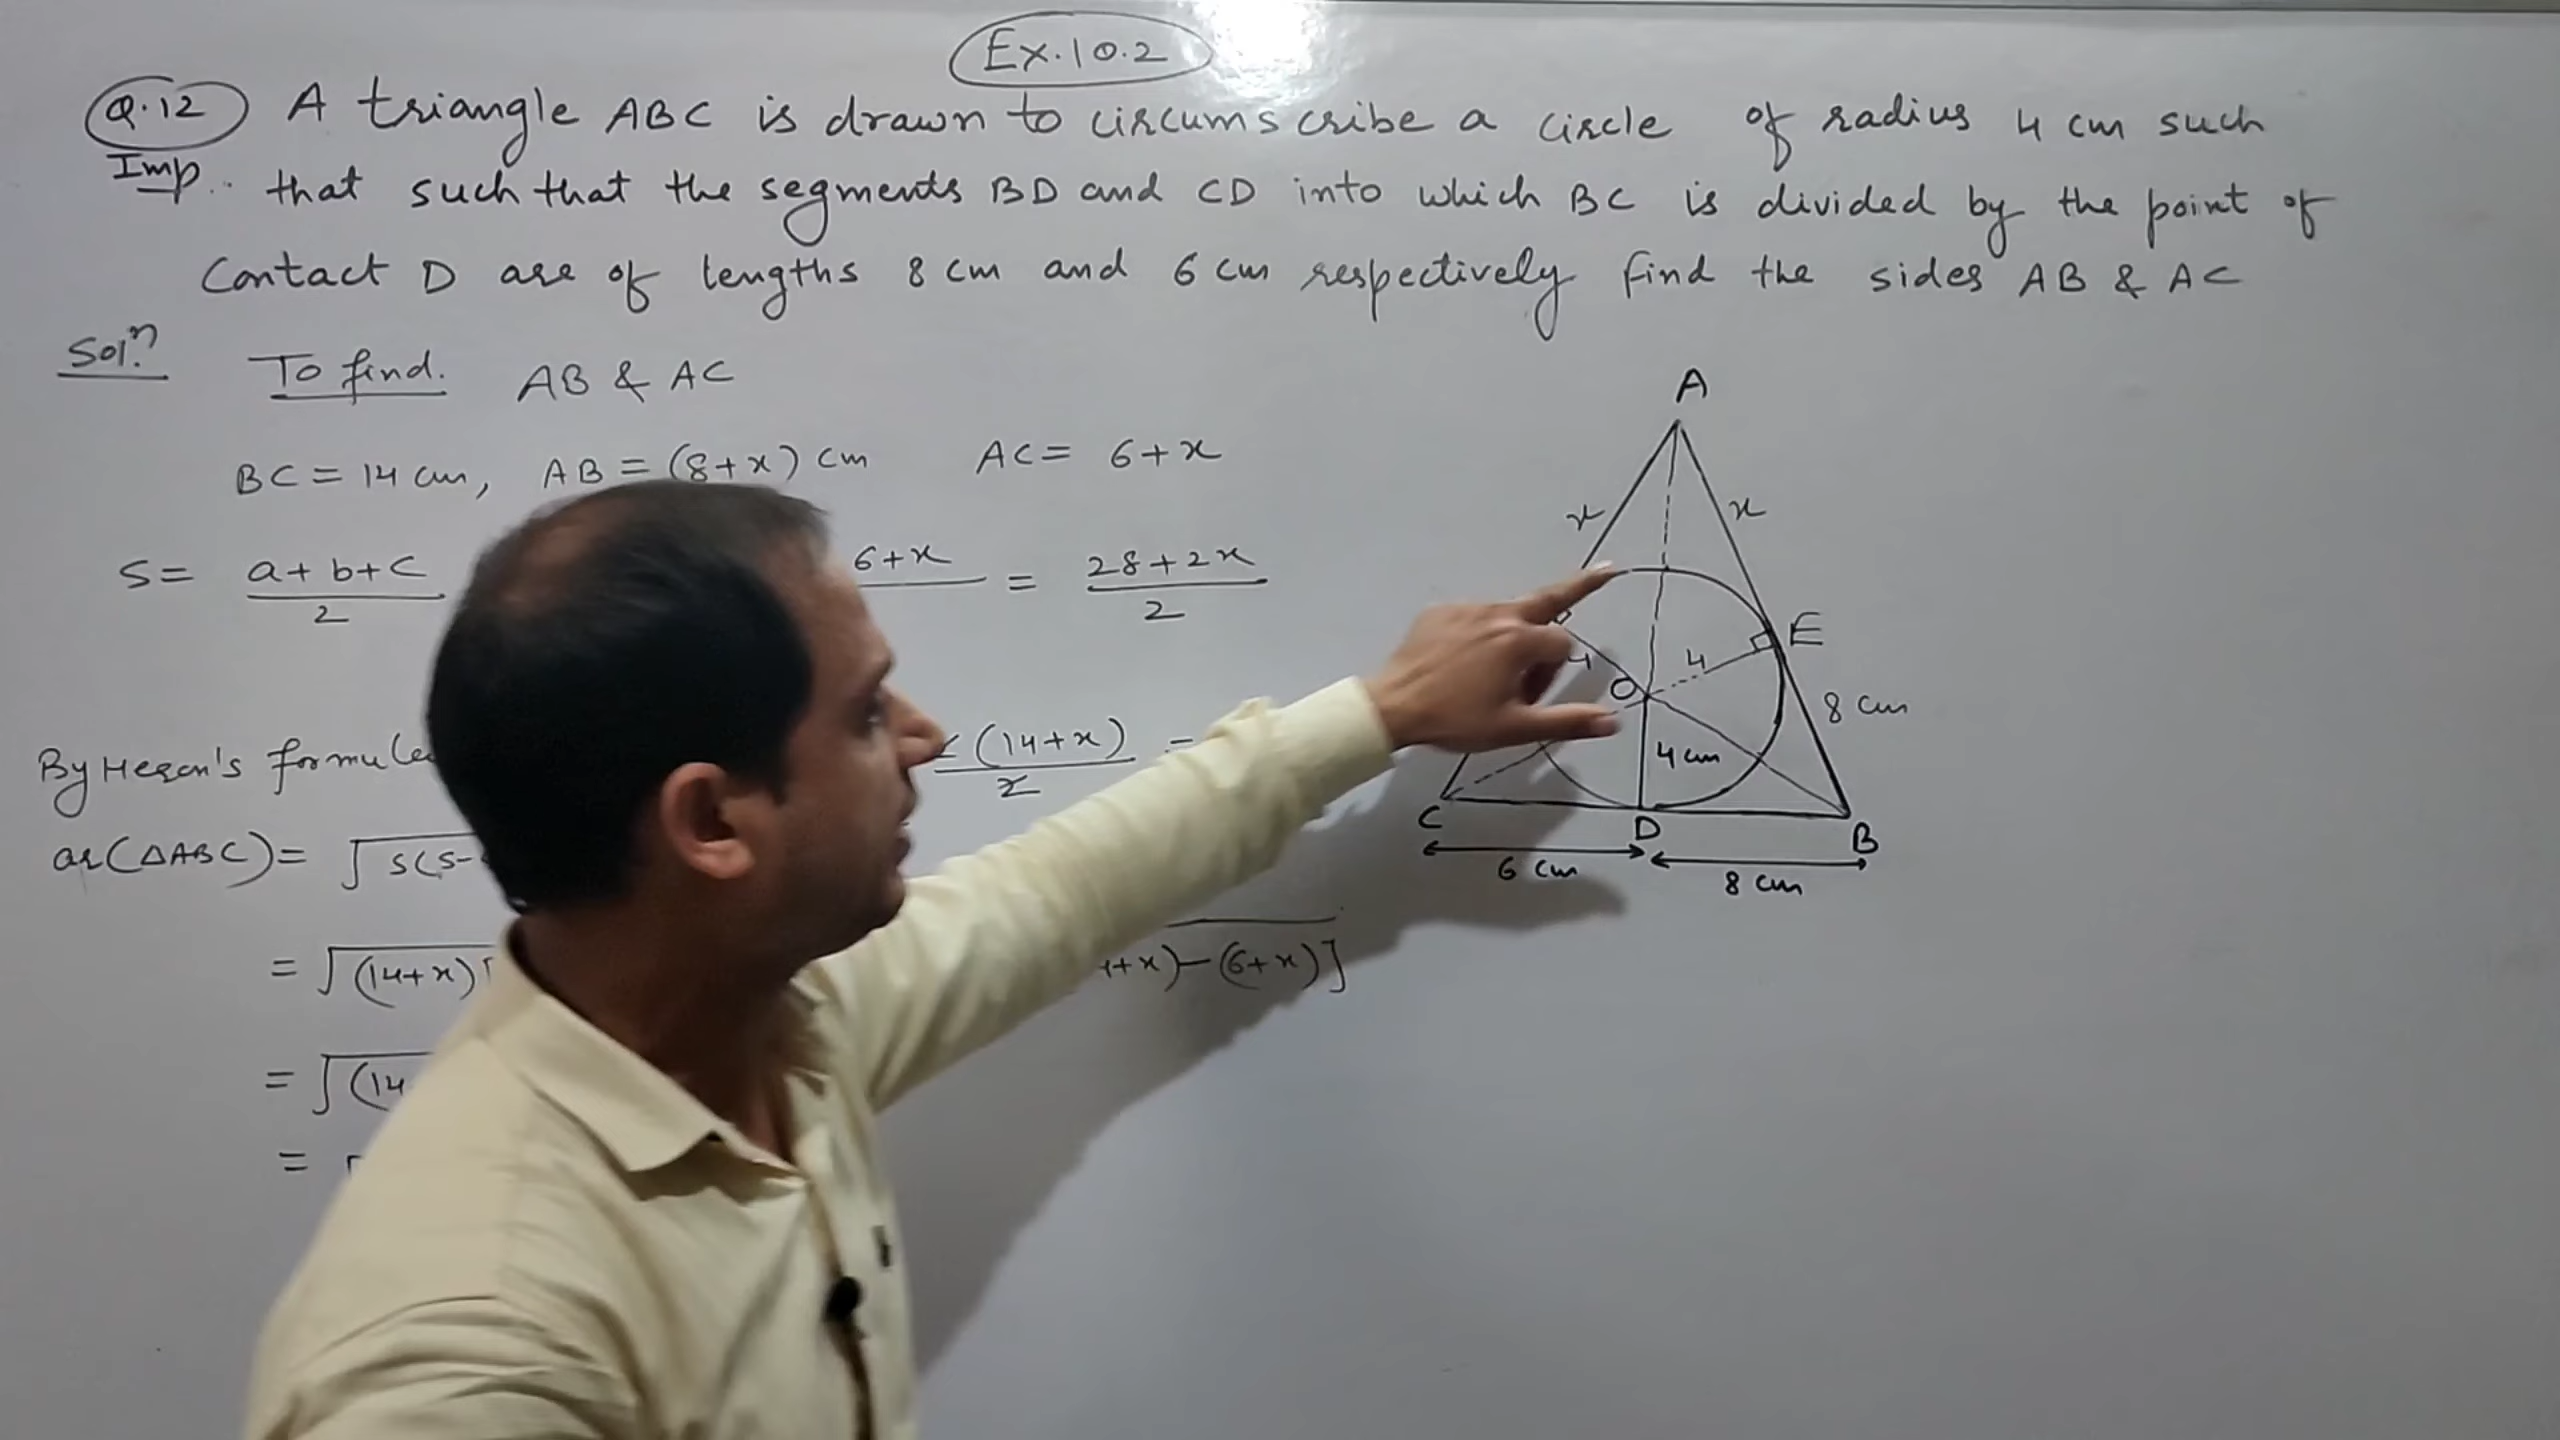 Ex.10.2
Q.12 A triangle ABC is drawn to circumscribe a circle of radius 4 cm such
Imp.. that such that the segments BD and CD into which BC is divided by the point of
Contact D are of lengths 8 cm and 6 cm respectively find the sides AB & AC
Solⁿ. To find. AB & AC
BC = 14 cm, AB = (8+x) cm AC = 6+x
S = a+b+c/2 6+x = 28+2x/2
By Heron's formulae (14+x)/2 =
ar(△ABC) = √S(S-
= √(14+x)[ +x)-(6+x)]
= √(14
= √
A
x x
E
4 4
O
8 cm
4 cm
C D B
6 cm 8 cm